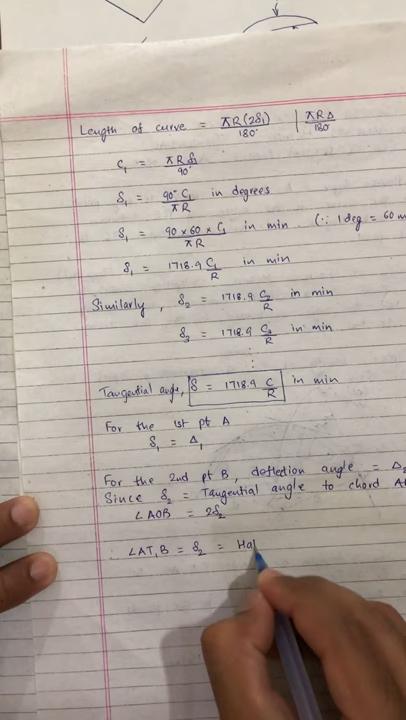 Length of curve = πR(2δ₁)/180° | πRΔ/180°
C₁ = πRδ₁/90°
δ₁ = 90° C₁/πR in degrees
δ₁ = 90 × 60 × C₁/πR in min (∵ 1 deg = 60 m
δ₁ = 1718.9 C₁/R in min
Similarly, δ₂ = 1718.9 C₂/R in min
δ₃ = 1718.9 C₃/R in min
⋮
Tangential angle, δ = 1718.9 C/R in min
For the 1st pt A
δ₁ = Δ₁
For the 2nd pt B, deflection angle = Δ₂
Since δ₂ = Tangential angle to chord A
∠AOB = 2δ₂
∴ ∠AT₁B = δ₂ = Hal